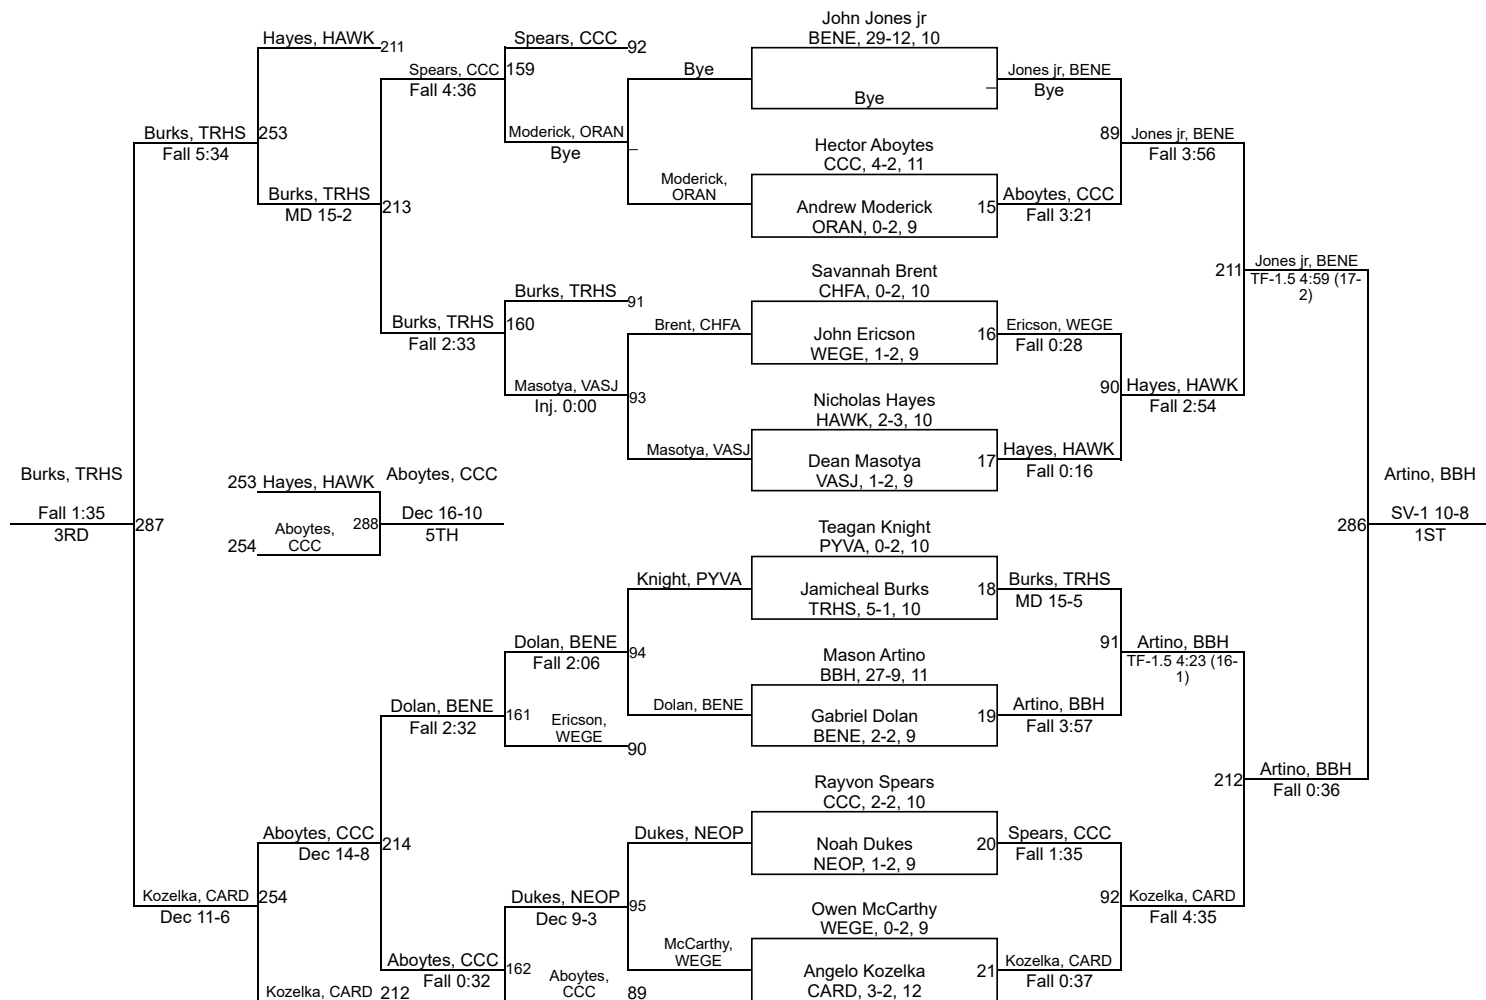 John Jones jr
BENE, 29-12, 10
Hayes, HAWK
211
Spears, CCC
92
Spears, CCC
159
Fall 4:36
Bye
Bye
–
Jones jr, BENE
Bye
Burks, TRHS
253
Fall 5:34
Moderick, ORAN
Bye
–
Hector Aboytes
CCC, 4-2, 11
89
Jones jr, BENE
Fall 3:56
Burks, TRHS
MD 15-2
213
Moderick,
ORAN
Andrew Moderick
ORAN, 0-2, 9
15
Aboytes, CCC
Fall 3:21
Savannah Brent
CHFA, 0-2, 10
211
Jones jr, BENE
TF-1.5 4:59 (17-
2)
Burks, TRHS
91
Burks, TRHS
160
Fall 2:33
Brent, CHFA
John Ericson
WEGE, 1-2, 9
16
Ericson, WEGE
Fall 0:28
Masotya, VASJ
Inj. 0:00
93
Nicholas Hayes
HAWK, 2-3, 10
90
Hayes, HAWK
Fall 2:54
Masotya, VASJ
Dean Masotya
VASJ, 1-2, 9
17
Hayes, HAWK
Fall 0:16
Burks, TRHS
Fall 1:35
3RD
287
253
Hayes, HAWK
254
Aboytes,
CCC
288
Aboytes, CCC
Dec 16-10
5TH
Artino, BBH
286
SV-1 10-8
1ST
Teagan Knight
PYVA, 0-2, 10
Knight, PYVA
Jamicheal Burks
TRHS, 5-1, 10
18
Burks, TRHS
MD 15-5
Dolan, BENE
Fall 2:06
94
Mason Artino
BBH, 27-9, 11
91
Artino, BBH
TF-1.5 4:23 (16-
1)
Dolan, BENE
Fall 2:32
161
Ericson,
WEGE
90
Dolan, BENE
Gabriel Dolan
BENE, 2-2, 9
19
Artino, BBH
Fall 3:57
Rayvon Spears
CCC, 2-2, 10
212
Artino, BBH
Fall 0:36
Aboytes, CCC
Dec 14-8
214
Dukes, NEOP
Noah Dukes
NEOP, 1-2, 9
20
Spears, CCC
Fall 1:35
Kozelka, CARD
Dec 11-6
254
Dukes, NEOP
Dec 9-3
95
Owen McCarthy
WEGE, 0-2, 9
92
Kozelka, CARD
Fall 4:35
Aboytes, CCC
Fall 0:32
162
McCarthy,
WEGE
Angelo Kozelka
CARD, 3-2, 12
21
Kozelka, CARD
Fall 0:37
Kozelka, CARD
212
Aboytes,
CCC
89